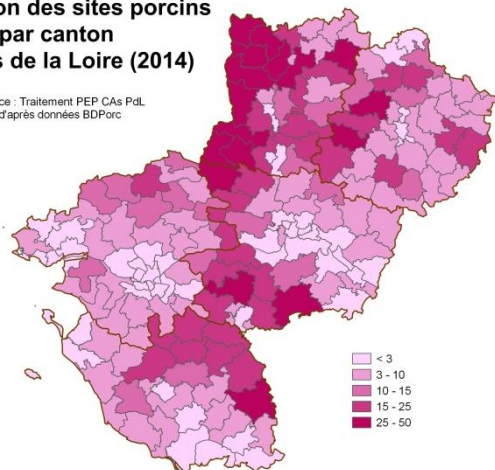 on des sites porcins
par canton
s de la Loire (2014)
ce : Traitement PEP CAs PdL
d'après données BDPorc
< 3
3 - 10
10 - 15
15 - 25
25 - 50